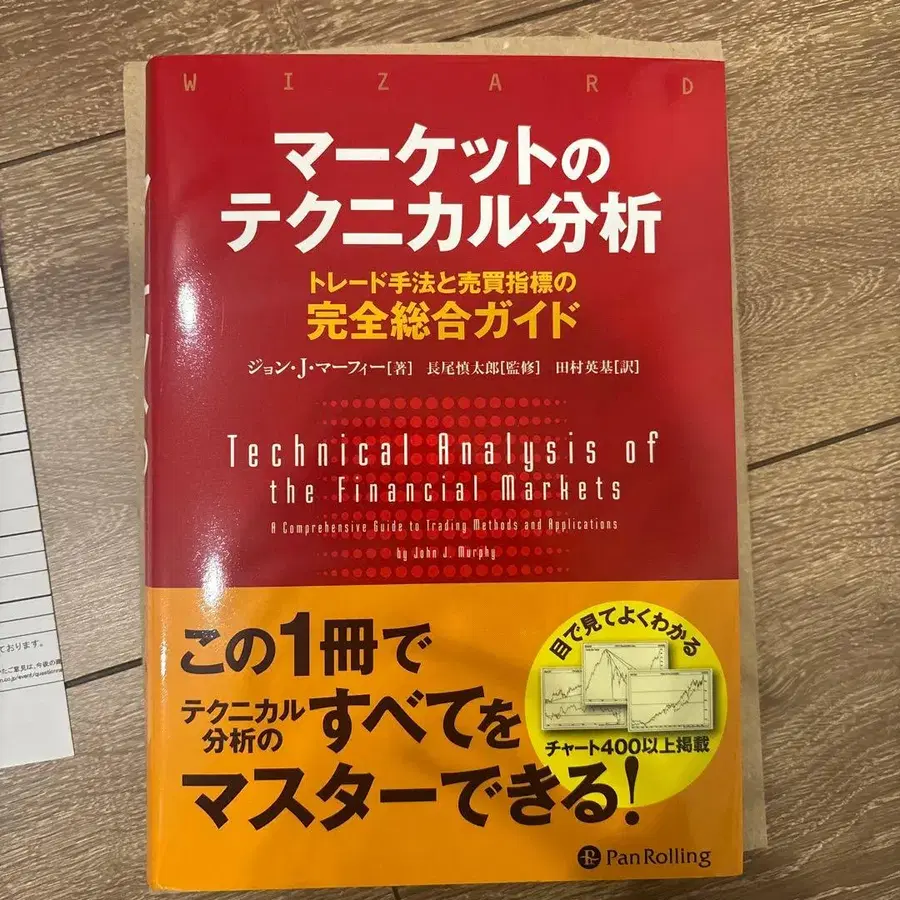 WIZARD
マーケットの
テクニカル分析
トレード手法と売買指標の
完全総合ガイド
ジョン・J・マーフィー[著] 長尾慎太郎[監修] 田村英基[訳]
Technical Analysis of
the Financial Markets
A Comprehensive Guide to Trading Methods and Applications
by John J. Murphy
この1冊で
テクニカル
分析の
すべてを
マスターできる!
目で見てよくわかる
チャート400以上掲載
PanRolling
ております。